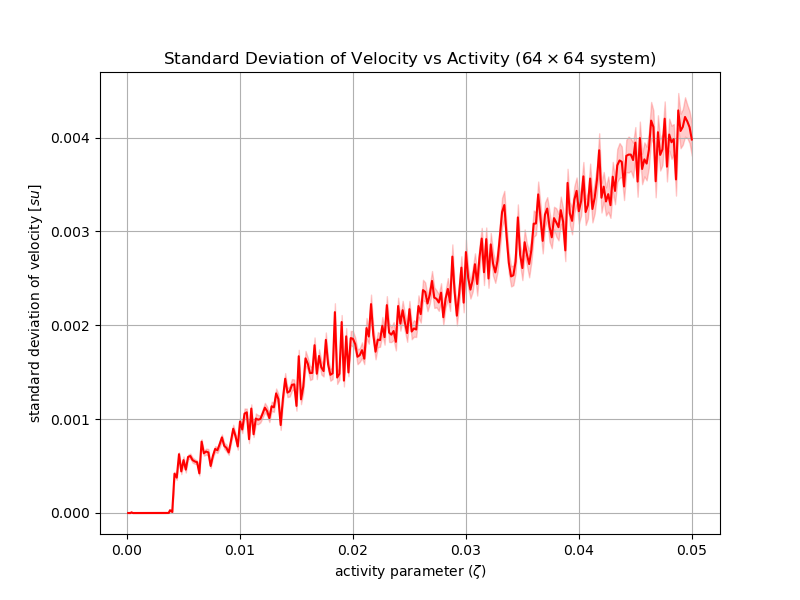 Standard Deviation of Velocity vs Activity (64 × 64 system)
standard deviation of velocity [su]
0.004
0.003
0.002
0.001
0.000
0.00 0.01 0.02 0.03 0.04 0.05
activity parameter (ζ)